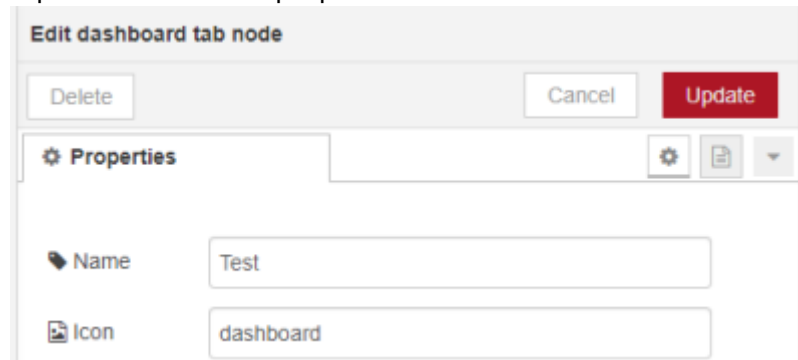 Edit dashboard tab node
Delete Cancel Update
Properties
Name Test
Icon dashboard